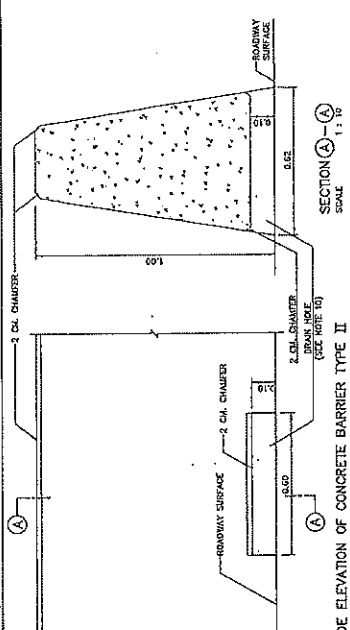 2 CM. CHAMFER
A
1.00
ROADWAY
SURFACE
0.10
0.62
2 CM. CHAMFER
DRAIN HOLE
(SEE NOTE 10)
SECTION A-A
SCALE 1 : 10
2 CM. CHAMFER
ROADWAY SURFACE
0.10
0.60
A
DE ELEVATION OF CONCRETE BARRIER TYPE II